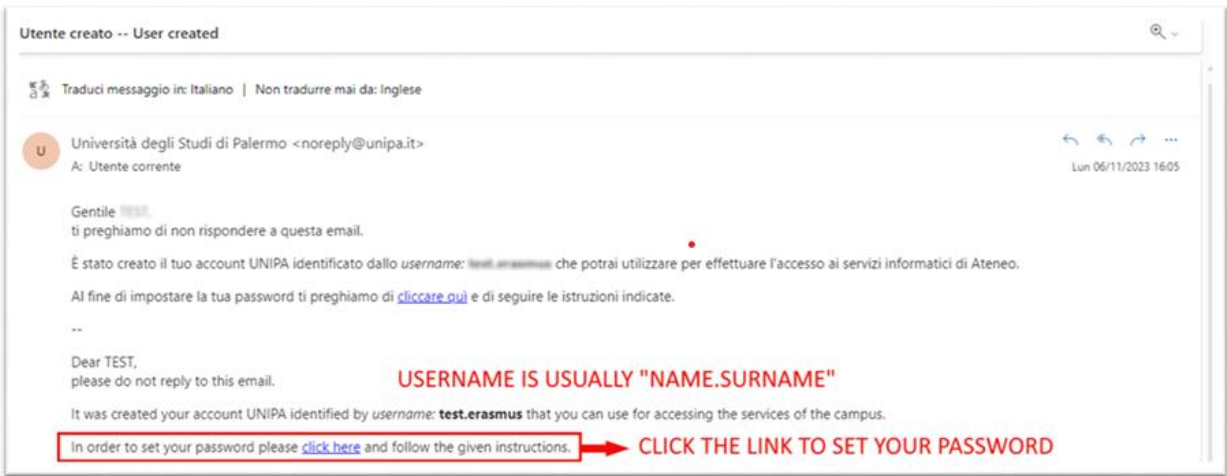 Utente creato -- User created
Traduci messaggio in: Italiano | Non tradurre mai da: Inglese
U
Università degli Studi di Palermo <noreply@unipa.it>
A: Utente corrente
Lun 06/11/2023 16:05
Gentile
ti preghiamo di non rispondere a questa email.
È stato creato il tuo account UNIPA identificato dallo username: che potrai utilizzare per effettuare l'accesso ai servizi informatici di Ateneo.
Al fine di impostare la tua password ti preghiamo di cliccare quì e di seguire le istruzioni indicate.
--
Dear TEST,
please do not reply to this email.
USERNAME IS USUALLY "NAME.SURNAME"
It was created your account UNIPA identified by username: test.erasmus that you can use for accessing the services of the campus.
In order to set your password please click here and follow the given instructions.
CLICK THE LINK TO SET YOUR PASSWORD